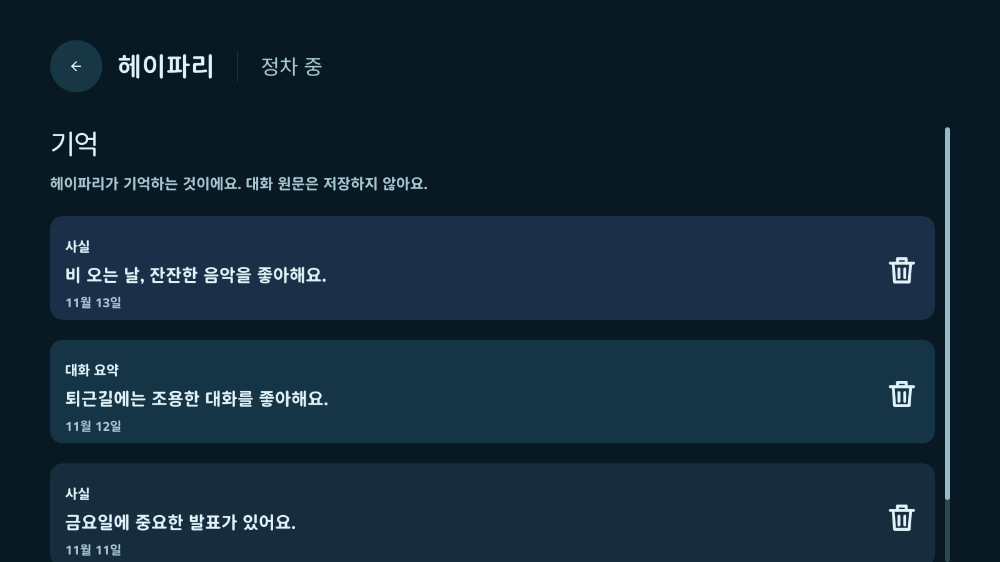 헤이파리
정차 중
기억
헤이파리가 기억하는 것이에요. 대화 원문은 저장하지 않아요.
사실
비 오는 날, 잔잔한 음악을 좋아해요.
11월 13일
대화 요약
퇴근길에는 조용한 대화를 좋아해요.
11월 12일
사실
금요일에 중요한 발표가 있어요.
11월 11일